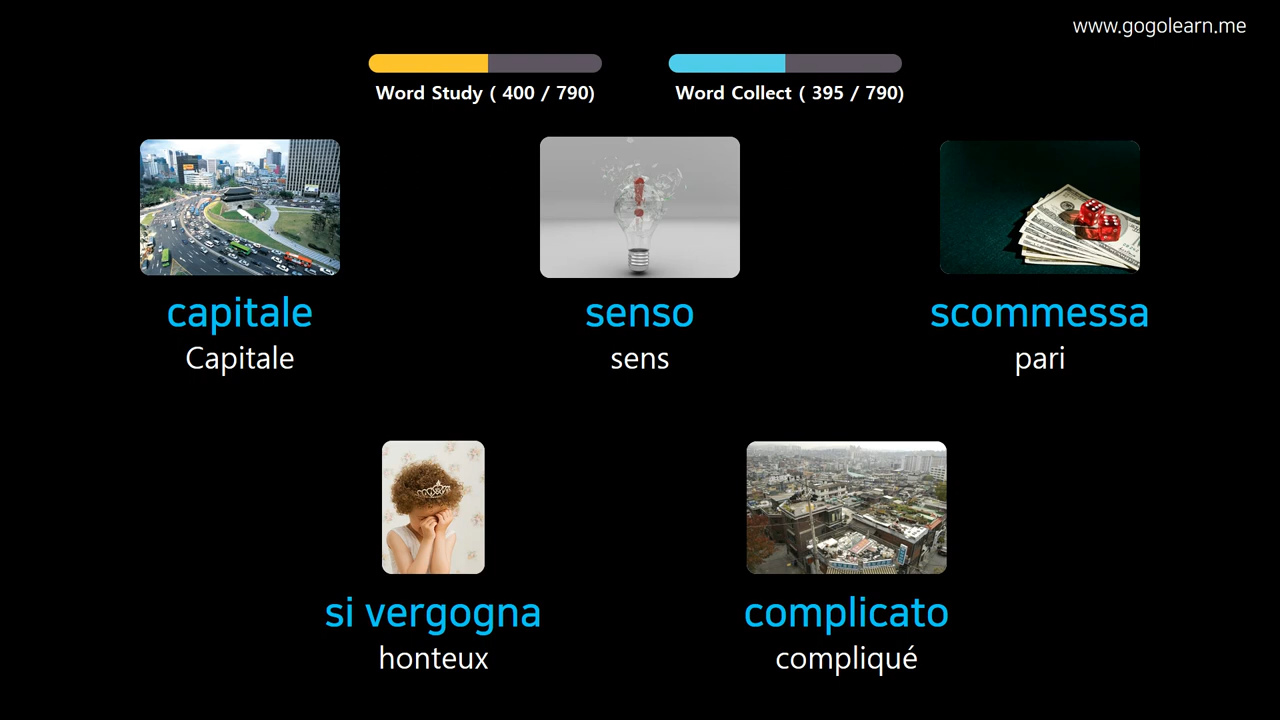 www.gogolearn.me
Word Study ( 400 / 790)
Word Collect ( 395 / 790)
capitale
Capitale
senso
sens
scommessa
pari
si vergogna
honteux
complicato
compliqué